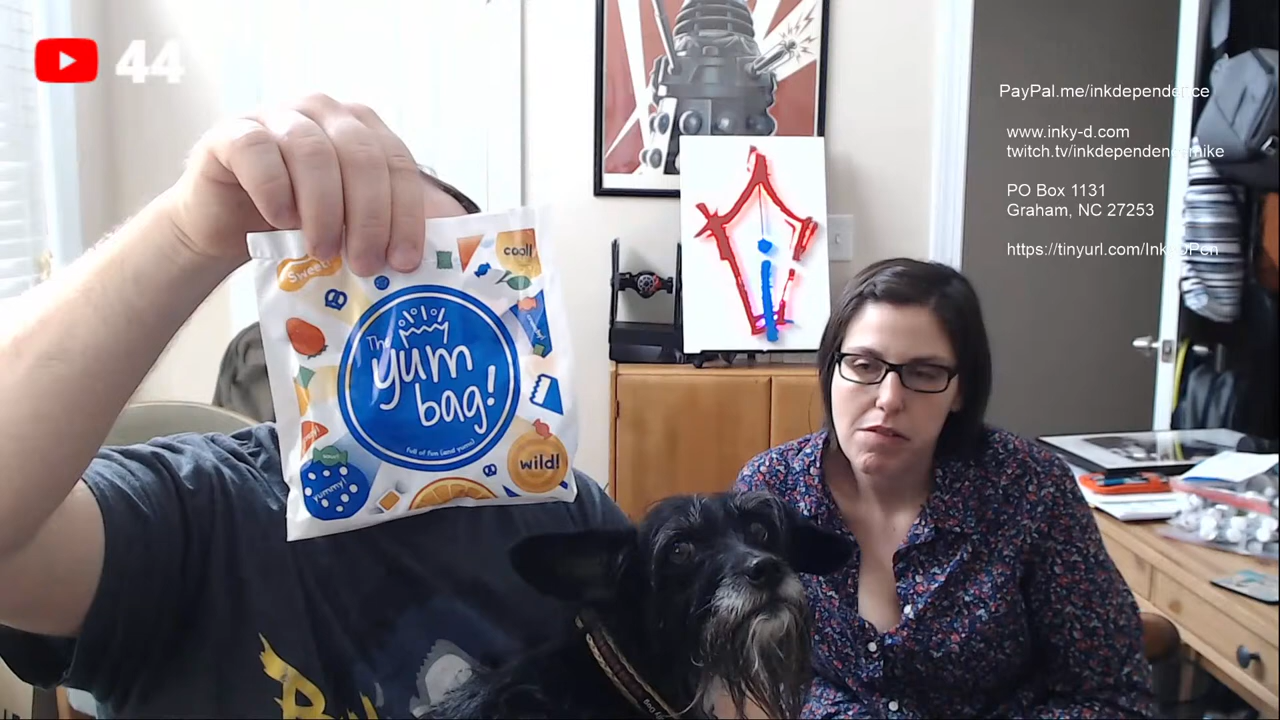 44
PayPal.me/inkdependence
www.inky-d.com
twitch.tv/inkdependencemike
PO Box 1131
Graham, NC 27253
https://tinyurl.com/InkToPen
Sweet!
cool!
The
yum
bag!
full of fun (and yums)
wild!
yummy!